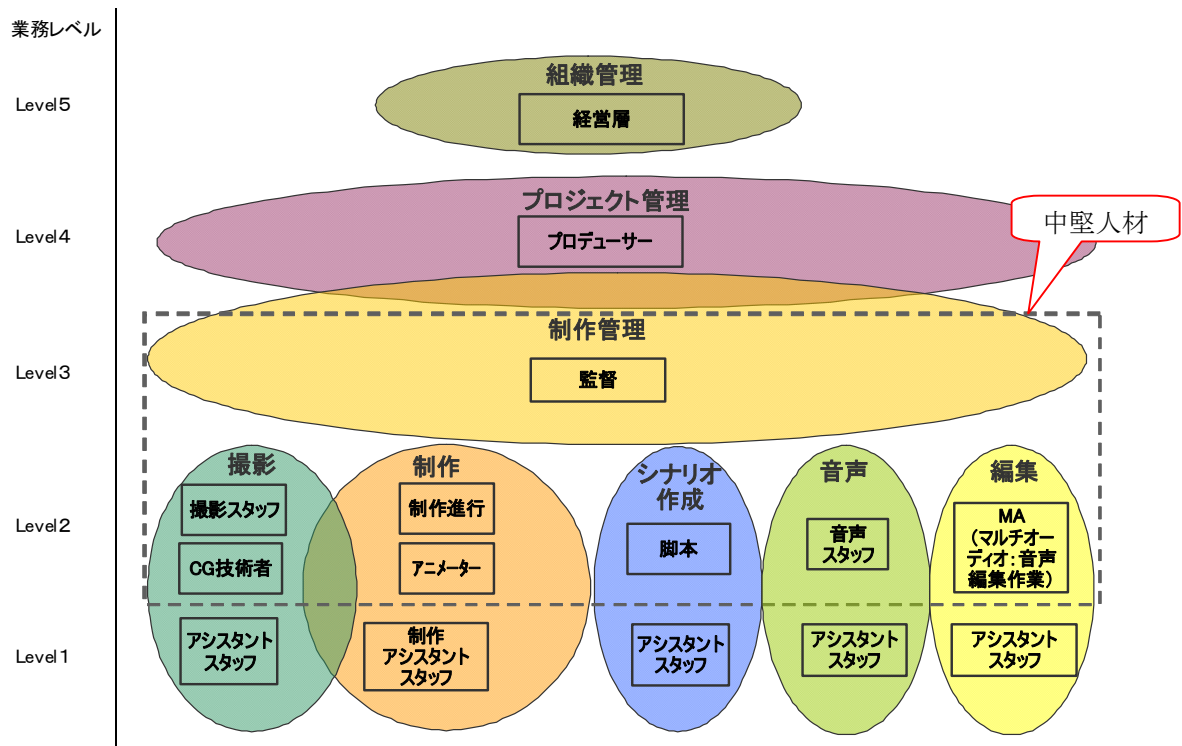 業務レベル
Level5
組織管理
経営層
Level4
プロジェクト管理
プロデューサー
中堅人材
Level3
制作管理
監督
Level2
撮影
撮影スタッフ
CG技術者
制作
制作進行
アニメーター
シナリオ
作成
脚本
音声
音声
スタッフ
編集
MA
(マルチオー
ディオ:音声
編集作業)
Level1
アシスタント
スタッフ
制作
アシスタント
スタッフ
アシスタント
スタッフ
アシスタント
スタッフ
アシスタント
スタッフ